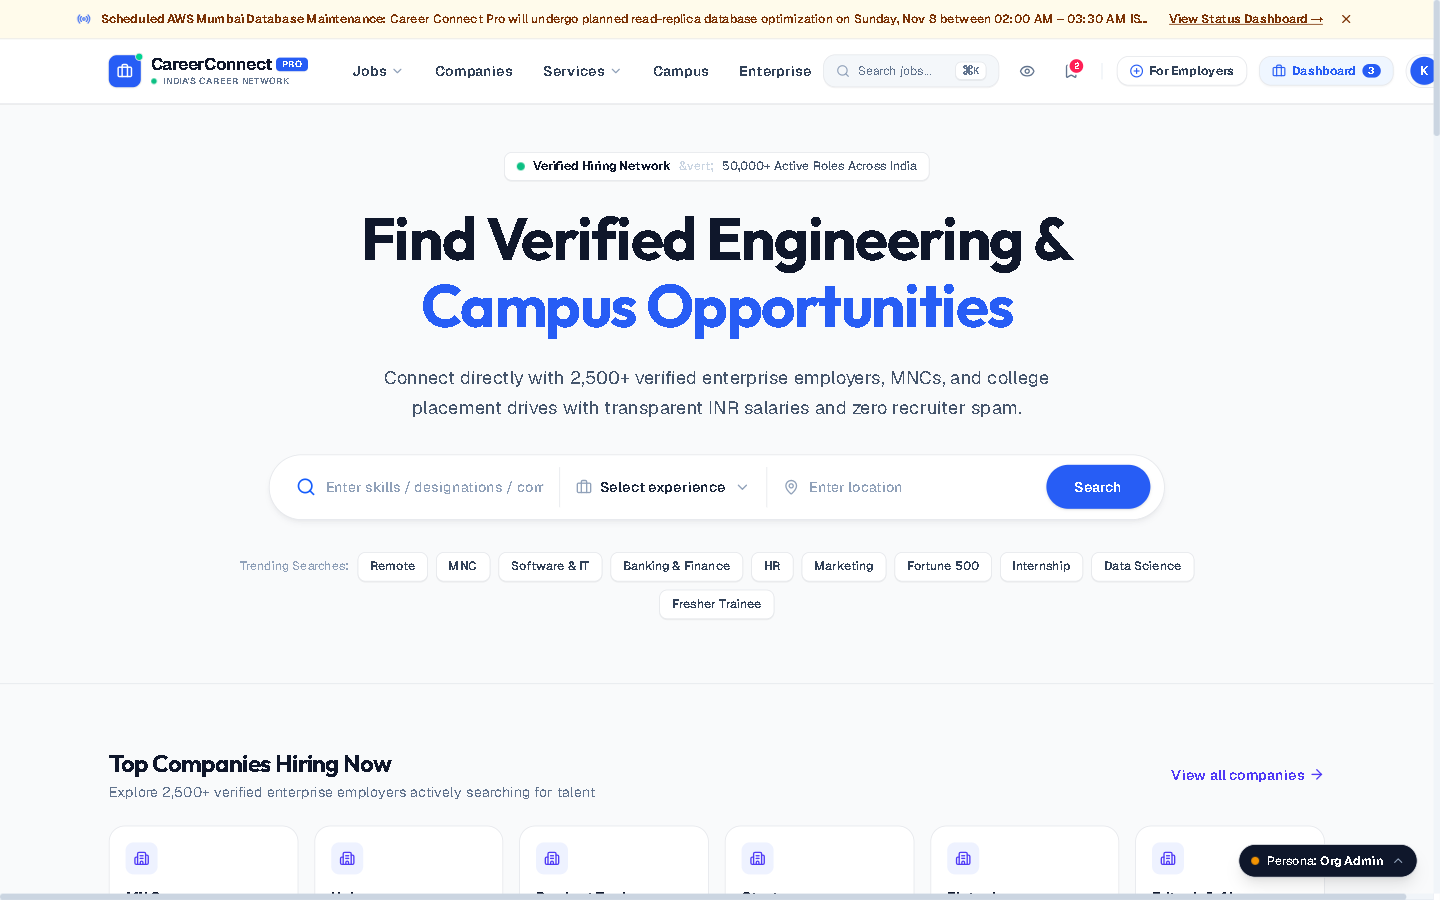 Scheduled AWS Mumbai Database Maintenance: Career Connect Pro will undergo planned read-replica database optimization on Sunday, Nov 8 between 02:00 AM – 03:30 AM IS... View Status Dashboard →
CareerConnect PRO
INDIA'S CAREER NETWORK
Jobs Companies Services Campus Enterprise Search jobs... ⌘K 2 For Employers Dashboard 3 K
Verified Hiring Network &vert; 50,000+ Active Roles Across India
Find Verified Engineering &
Campus Opportunities
Connect directly with 2,500+ verified enterprise employers, MNCs, and college
placement drives with transparent INR salaries and zero recruiter spam.
Enter skills / designations / com Select experience Enter location Search
Trending Searches: Remote MNC Software & IT Banking & Finance HR Marketing Fortune 500 Internship Data Science
Fresher Trainee
Top Companies Hiring Now
View all companies →
Explore 2,500+ verified enterprise employers actively searching for talent
Persona: Org Admin